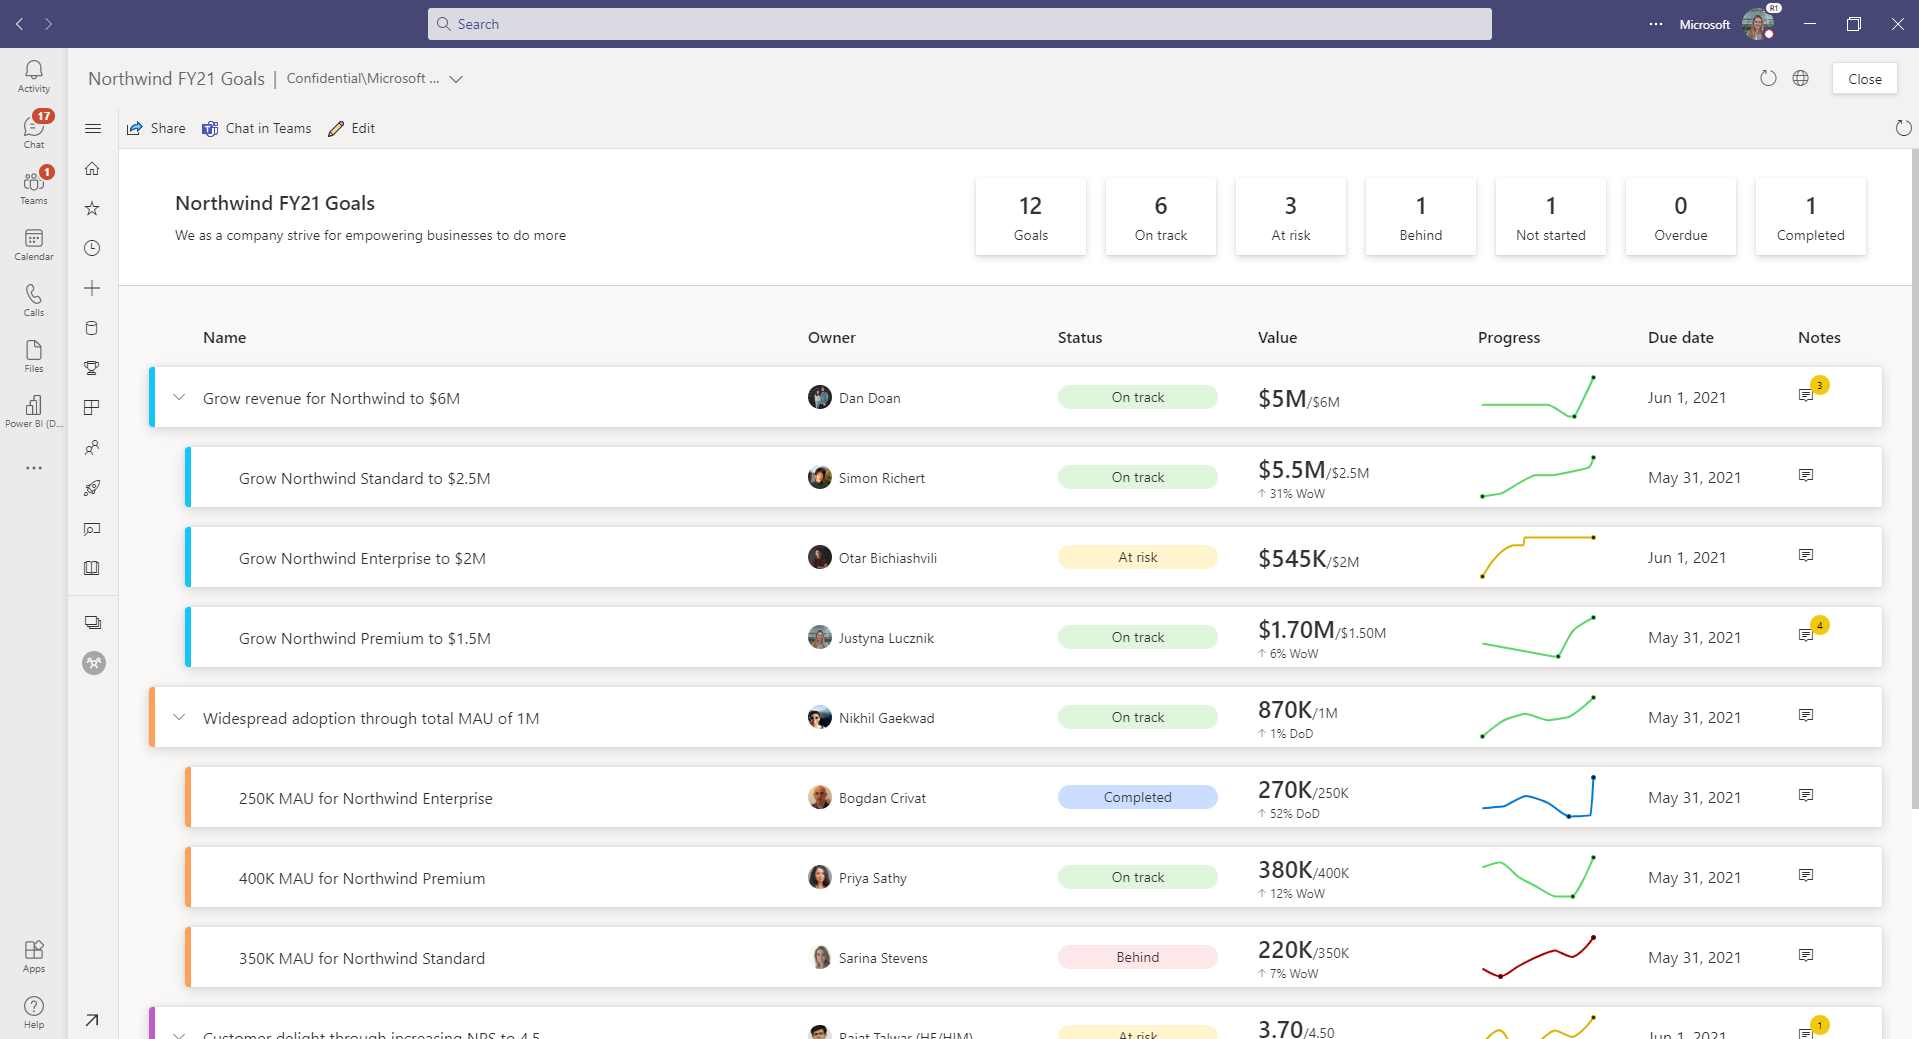 Search
Microsoft
R1
Activity
17
Chat
1
Teams
Calendar
Calls
Files
Power BI (D...
Apps
Help
Northwind FY21 Goals | Confidential\Microsoft ...
Close
Share
Chat in Teams
Edit
Northwind FY21 Goals
We as a company strive for empowering businesses to do more
12
Goals
6
On track
3
At risk
1
Behind
1
Not started
0
Overdue
1
Completed
Name Owner Status Value Progress Due date Notes
Grow revenue for Northwind to $6M Dan Doan On track $5M/$6M Jun 1, 2021 3
Grow Northwind Standard to $2.5M Simon Richert On track $5.5M/$2.5M May 31, 2021
↑ 31% WoW
Grow Northwind Enterprise to $2M Otar Bichiashvili At risk $545K/$2M Jun 1, 2021
Grow Northwind Premium to $1.5M Justyna Lucznik On track $1.70M/$1.50M May 31, 2021 4
↑ 6% WoW
Widespread adoption through total MAU of 1M Nikhil Gaekwad On track 870K/1M May 31, 2021
↑ 1% DoD
250K MAU for Northwind Enterprise Bogdan Crivat Completed 270K/250K May 31, 2021
↑ 52% DoD
400K MAU for Northwind Premium Priya Sathy On track 380K/400K May 31, 2021
↑ 12% WoW
350K MAU for Northwind Standard Sarina Stevens Behind 220K/350K May 31, 2021
↑ 7% WoW
Customer delight through increasing NPS to 4.5 Rajat Talwar (HE/HIM) At risk 3.70/4.50 Jun 1, 2021 1